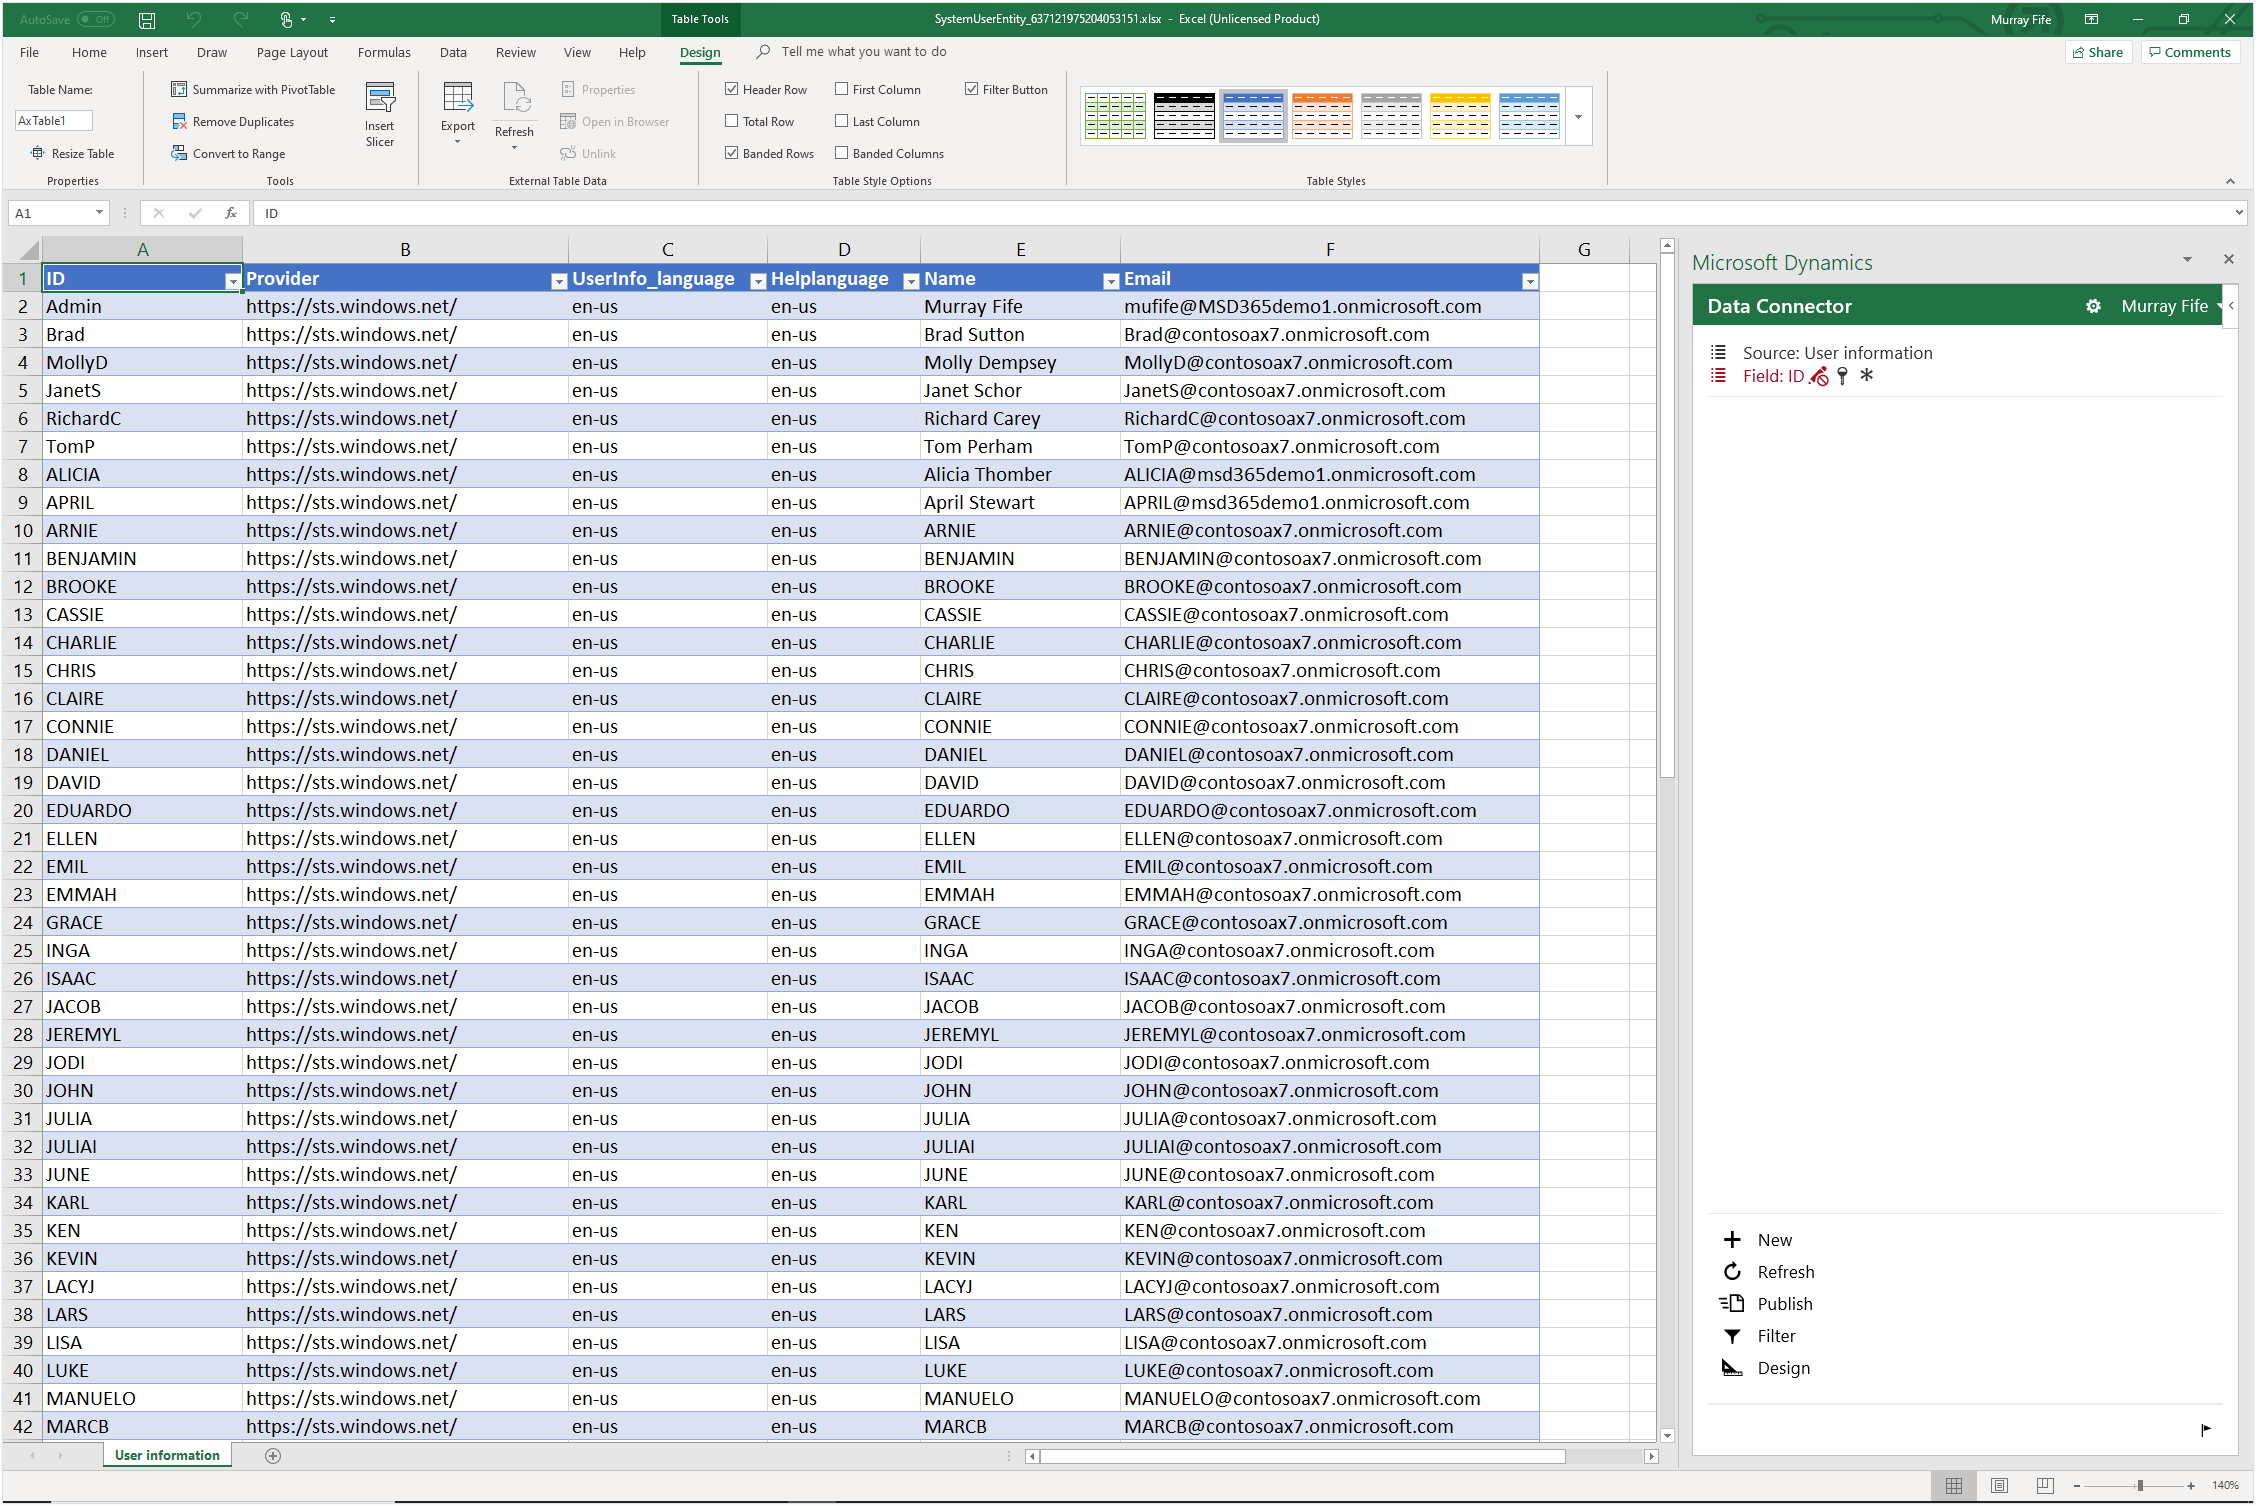 AutoSave Off
Table Tools
SystemUserEntity_637121975204053151.xlsx - Excel (Unlicensed Product)
Murray Fife
File Home Insert Draw Page Layout Formulas Data Review View Help Design Tell me what you want to do
Share Comments
Table Name:
AxTable1
Resize Table
Properties
Summarize with PivotTable
Remove Duplicates
Convert to Range
Insert
Slicer
Tools
Export
Refresh
Properties
Open in Browser
Unlink
External Table Data
Header Row First Column Filter Button
Total Row Last Column
Banded Rows Banded Columns
Table Style Options
Table Styles
A1 fx ID
A B C D E F G
1 ID Provider UserInfo_language Helplanguage Name Email
2 Admin https://sts.windows.net/ en-us en-us Murray Fife mufife@MSD365demo1.onmicrosoft.com
3 Brad https://sts.windows.net/ en-us en-us Brad Sutton Brad@contosoax7.onmicrosoft.com
4 MollyD https://sts.windows.net/ en-us en-us Molly Dempsey MollyD@contosoax7.onmicrosoft.com
5 JanetS https://sts.windows.net/ en-us en-us Janet Schor JanetS@contosoax7.onmicrosoft.com
6 RichardC https://sts.windows.net/ en-us en-us Richard Carey RichardC@contosoax7.onmicrosoft.com
7 TomP https://sts.windows.net/ en-us en-us Tom Perham TomP@contosoax7.onmicrosoft.com
8 ALICIA https://sts.windows.net/ en-us en-us Alicia Thomber ALICIA@msd365demo1.onmicrosoft.com
9 APRIL https://sts.windows.net/ en-us en-us April Stewart APRIL@msd365demo1.onmicrosoft.com
10 ARNIE https://sts.windows.net/ en-us en-us ARNIE ARNIE@contosoax7.onmicrosoft.com
11 BENJAMIN https://sts.windows.net/ en-us en-us BENJAMIN BENJAMIN@contosoax7.onmicrosoft.com
12 BROOKE https://sts.windows.net/ en-us en-us BROOKE BROOKE@contosoax7.onmicrosoft.com
13 CASSIE https://sts.windows.net/ en-us en-us CASSIE CASSIE@contosoax7.onmicrosoft.com
14 CHARLIE https://sts.windows.net/ en-us en-us CHARLIE CHARLIE@contosoax7.onmicrosoft.com
15 CHRIS https://sts.windows.net/ en-us en-us CHRIS CHRIS@contosoax7.onmicrosoft.com
16 CLAIRE https://sts.windows.net/ en-us en-us CLAIRE CLAIRE@contosoax7.onmicrosoft.com
17 CONNIE https://sts.windows.net/ en-us en-us CONNIE CONNIE@contosoax7.onmicrosoft.com
18 DANIEL https://sts.windows.net/ en-us en-us DANIEL DANIEL@contosoax7.onmicrosoft.com
19 DAVID https://sts.windows.net/ en-us en-us DAVID DAVID@contosoax7.onmicrosoft.com
20 EDUARDO https://sts.windows.net/ en-us en-us EDUARDO EDUARDO@contosoax7.onmicrosoft.com
21 ELLEN https://sts.windows.net/ en-us en-us ELLEN ELLEN@contosoax7.onmicrosoft.com
22 EMIL https://sts.windows.net/ en-us en-us EMIL EMIL@contosoax7.onmicrosoft.com
23 EMMAH https://sts.windows.net/ en-us en-us EMMAH EMMAH@contosoax7.onmicrosoft.com
24 GRACE https://sts.windows.net/ en-us en-us GRACE GRACE@contosoax7.onmicrosoft.com
25 INGA https://sts.windows.net/ en-us en-us INGA INGA@contosoax7.onmicrosoft.com
26 ISAAC https://sts.windows.net/ en-us en-us ISAAC ISAAC@contosoax7.onmicrosoft.com
27 JACOB https://sts.windows.net/ en-us en-us JACOB JACOB@contosoax7.onmicrosoft.com
28 JEREMYL https://sts.windows.net/ en-us en-us JEREMYL JEREMYL@contosoax7.onmicrosoft.com
29 JODI https://sts.windows.net/ en-us en-us JODI JODI@contosoax7.onmicrosoft.com
30 JOHN https://sts.windows.net/ en-us en-us JOHN JOHN@contosoax7.onmicrosoft.com
31 JULIA https://sts.windows.net/ en-us en-us JULIA JULIA@contosoax7.onmicrosoft.com
32 JULIAI https://sts.windows.net/ en-us en-us JULIAI JULIAI@contosoax7.onmicrosoft.com
33 JUNE https://sts.windows.net/ en-us en-us JUNE JUNE@contosoax7.onmicrosoft.com
34 KARL https://sts.windows.net/ en-us en-us KARL KARL@contosoax7.onmicrosoft.com
35 KEN https://sts.windows.net/ en-us en-us KEN KEN@contosoax7.onmicrosoft.com
36 KEVIN https://sts.windows.net/ en-us en-us KEVIN KEVIN@contosoax7.onmicrosoft.com
37 LACYJ https://sts.windows.net/ en-us en-us LACYJ LACYJ@contosoax7.onmicrosoft.com
38 LARS https://sts.windows.net/ en-us en-us LARS LARS@contosoax7.onmicrosoft.com
39 LISA https://sts.windows.net/ en-us en-us LISA LISA@contosoax7.onmicrosoft.com
40 LUKE https://sts.windows.net/ en-us en-us LUKE LUKE@contosoax7.onmicrosoft.com
41 MANUELO https://sts.windows.net/ en-us en-us MANUELO MANUELO@contosoax7.onmicrosoft.com
42 MARCB https://sts.windows.net/ en-us en-us MARCB MARCB@contosoax7.onmicrosoft.com
User information
Microsoft Dynamics
Data Connector Murray Fife
Source: User information
Field: ID
New
Refresh
Publish
Filter
Design
140%